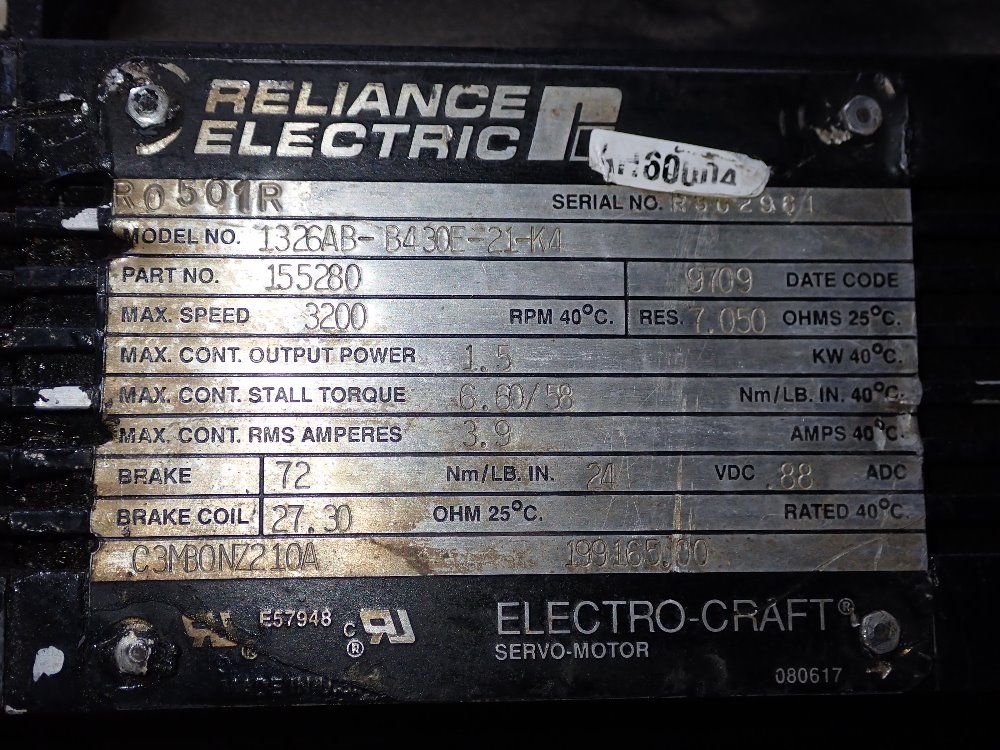 RELIANCE
ELECTRIC
R0501R SERIAL NO.
MODEL NO. 1326AB-B430E-21-K4
PART NO. 155280 9709 DATE CODE
MAX. SPEED 3200 RPM 40°C. RES. 7.050 OHMS 25°C.
MAX. CONT. OUTPUT POWER 1.5 KW 40°C.
MAX. CONT. STALL TORQUE 6.60/58 Nm/LB. IN. 40°C.
MAX. CONT. RMS AMPERES 3.9 AMPS 40°C.
BRAKE 72 Nm/LB. IN. 24 VDC .88 ADC
BRAKE COIL 27.30 OHM 25°C. RATED 40°C.
C3MB0NZ210A 199165.00
E57948 ELECTRO-CRAFT®
SERVO-MOTOR
080617